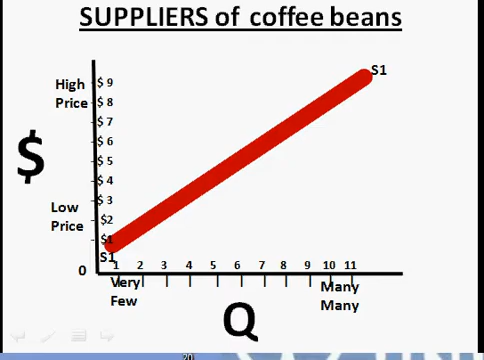 SUPPLIERS of coffee beans
S1
High
Price
$ 9
$ 8
$ 7
$ 6
$ 5
$ 4
$ 3
$2
$1
$
Low
Price
S1
0
1 2 3 4 5 6 7 8 9 10 11
Very
Few
Many
Many
Q
20